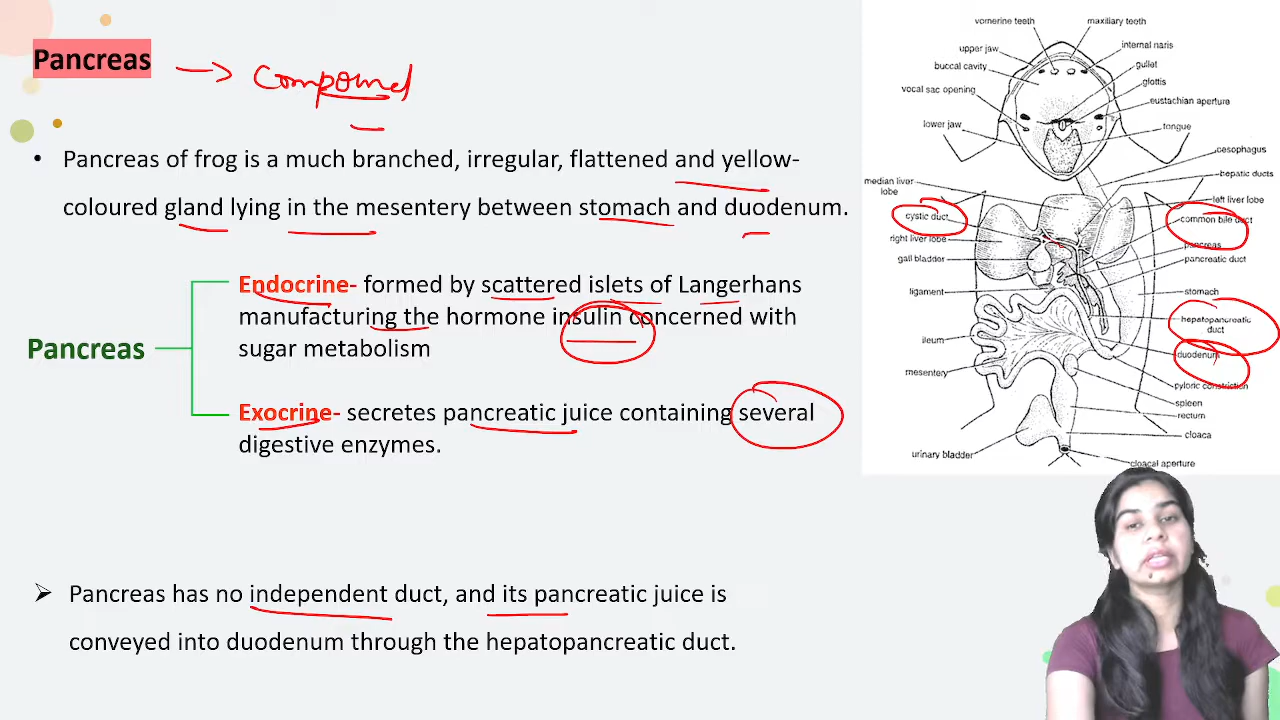 Pancreas
Compound
• Pancreas of frog is a much branched, irregular, flattened and yellow-
coloured gland lying in the mesentery between stomach and duodenum.
Pancreas
Endocrine- formed by scattered islets of Langerhans
manufacturing the hormone insulin concerned with
sugar metabolism
Exocrine- secretes pancreatic juice containing several
digestive enzymes.
➢ Pancreas has no independent duct, and its pancreatic juice is
conveyed into duodenum through the hepatopancreatic duct.
vomerine teeth
upper jaw
buccal cavity
vocal sac opening
lower jaw
median liver
lobe
cystic duct
right liver lobe
gall bladder
ligament
ileum
mesentery
urinary bladder
maxiliary teeth
internal naris
gullet
glottis
eustachian aperture
tongue
oesophagus
hepatic ducts
left liver lobe
common bile duct
pancreas
pancreatic duct
stomach
hepatopancreatic
duct
duodenum
pyloric constriction
spleen
rectum
cloaca
cloacal aperture